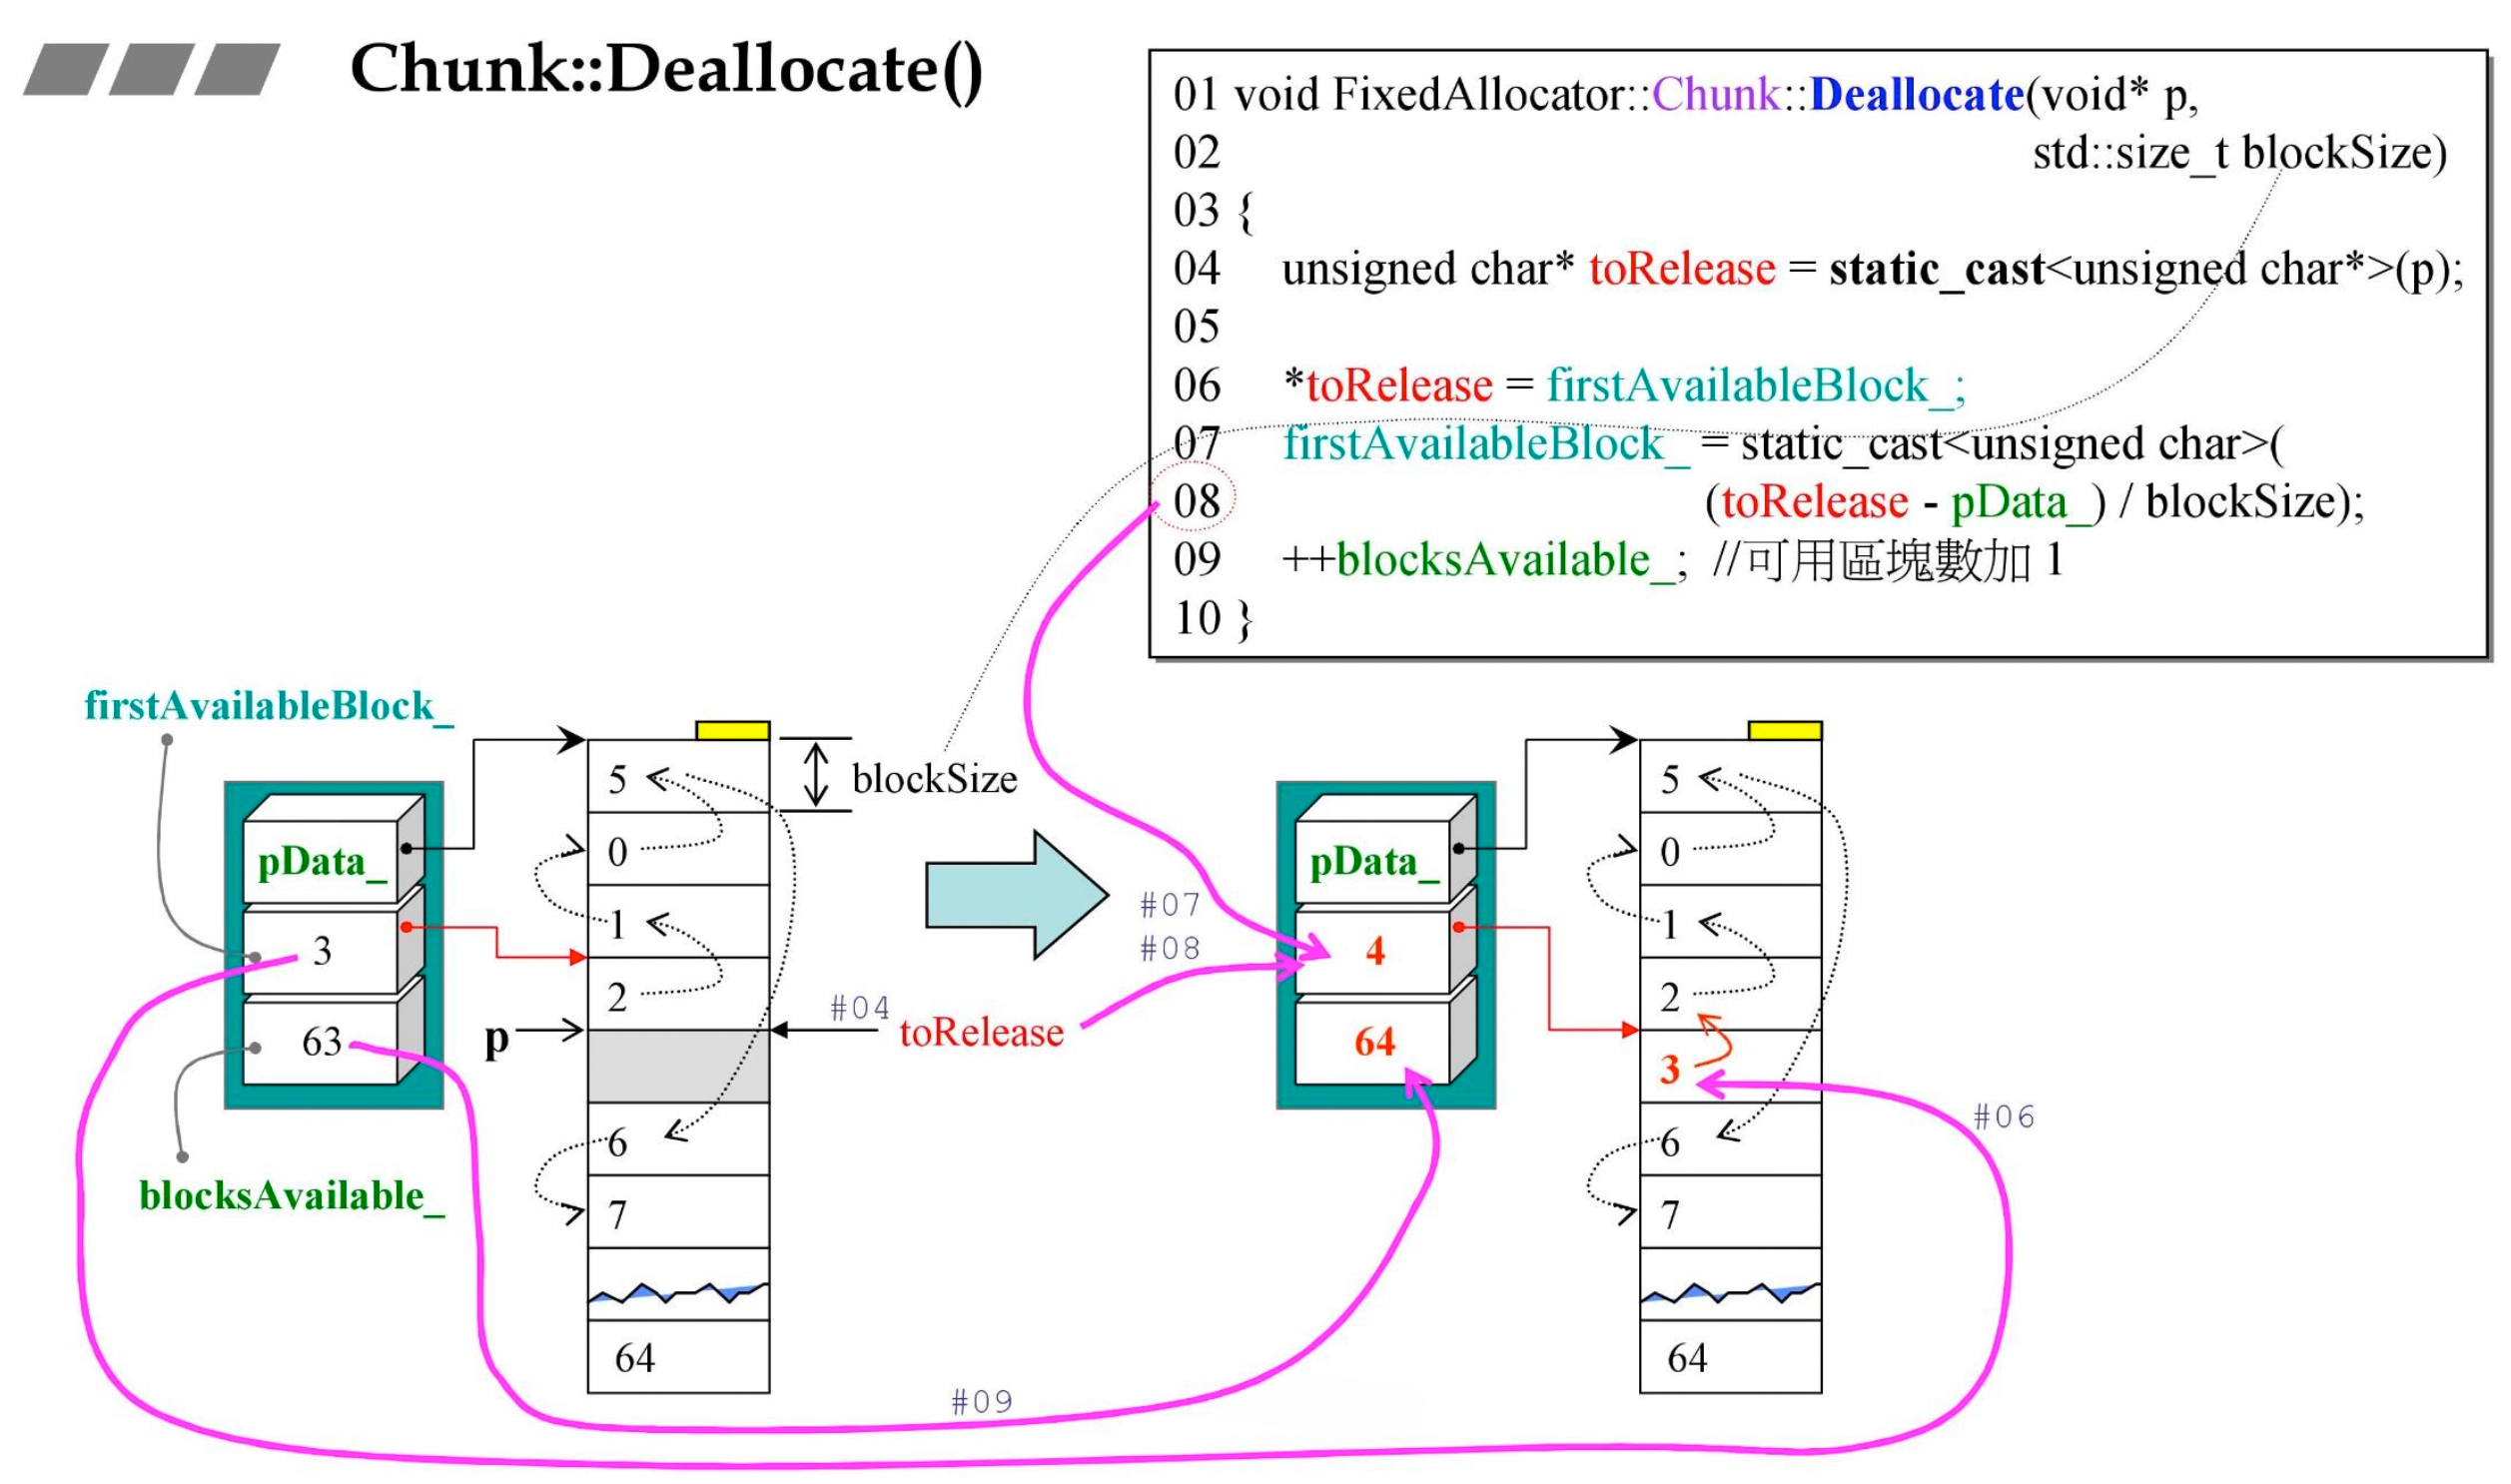 Chunk::Deallocate()
01 void FixedAllocator::Chunk::Deallocate(void* p,
02 std::size_t blockSize)
03 {
04 unsigned char* toRelease = static_cast<unsigned char*>(p);
05
06 *toRelease = firstAvailableBlock_;
07 firstAvailableBlock_ = static_cast<unsigned char>(
08 (toRelease - pData_) / blockSize);
09 ++blocksAvailable_; //可用區塊數加 1
10 }
firstAvailableBlock_
pData_
3
63
blocksAvailable_
p
5
0
1
2
6
7
64
blockSize
#04
toRelease
#07
#08
#09
pData_
4
64
5
0
1
2
3
6
7
64
#06